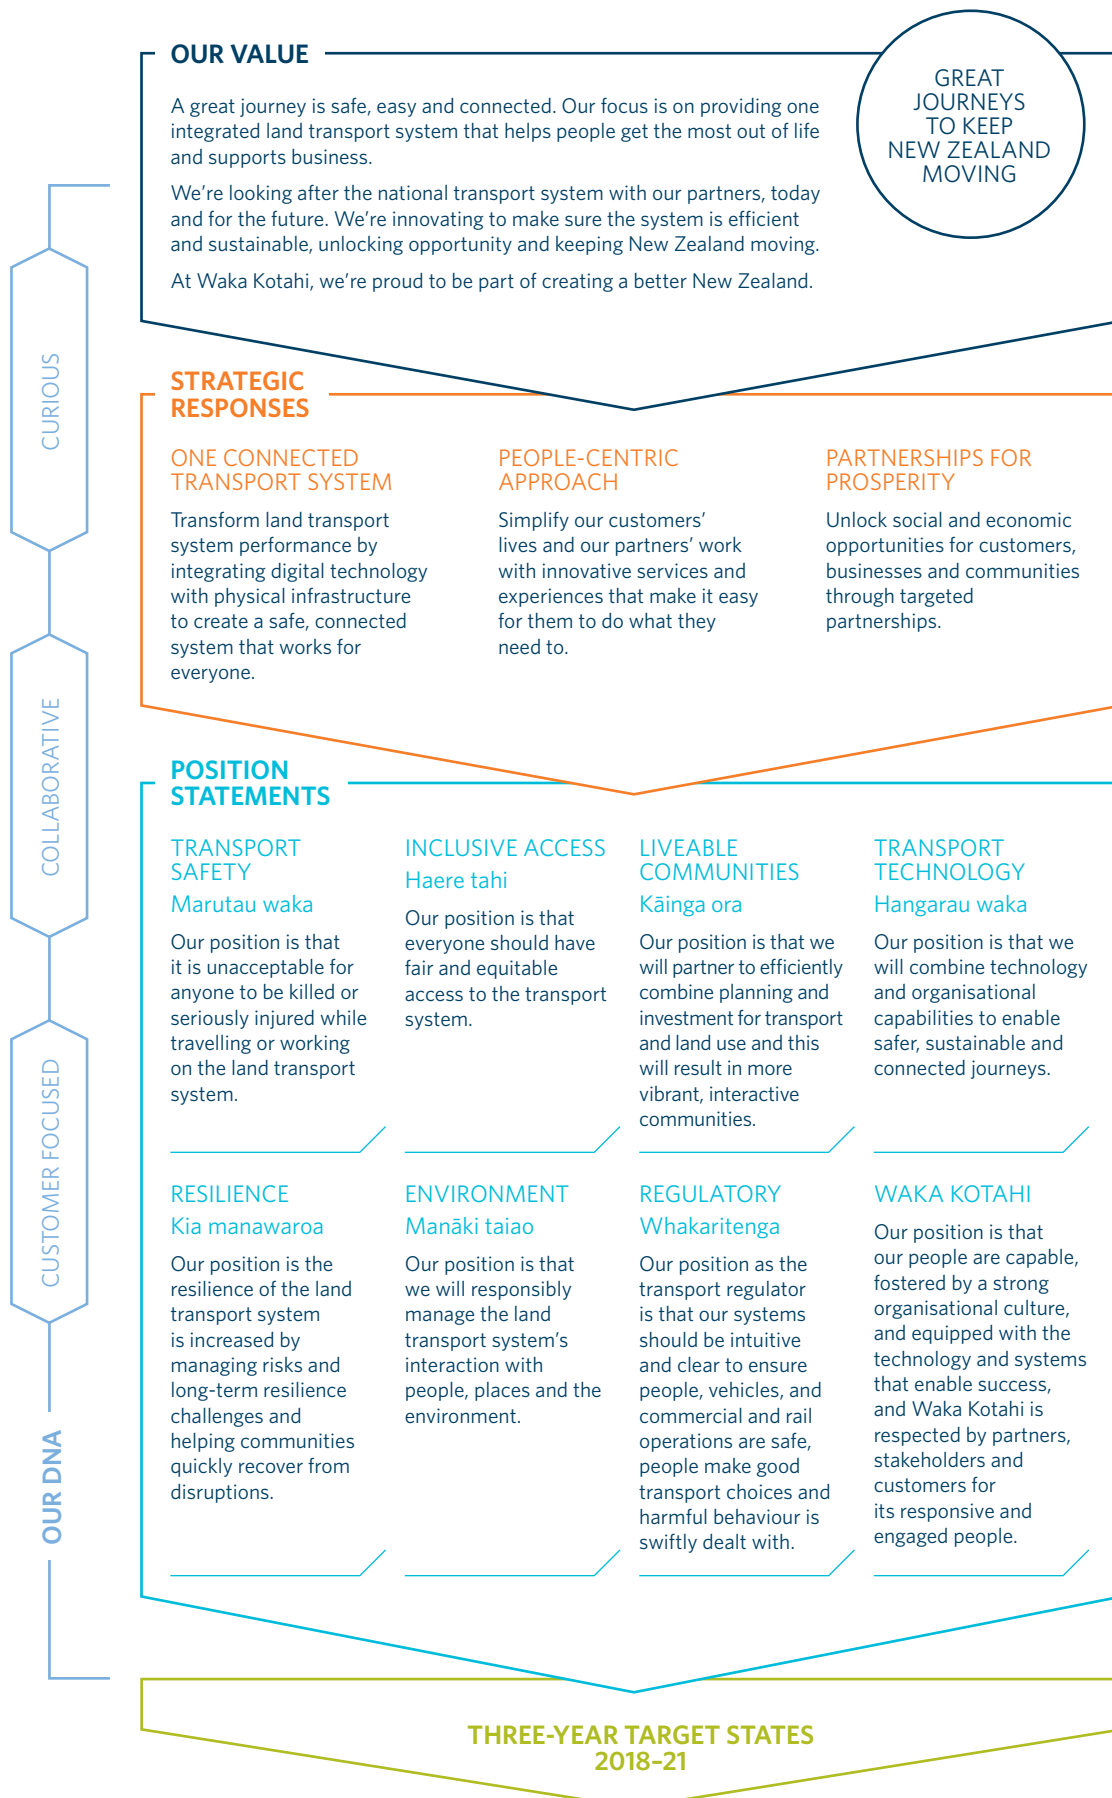 OUR VALUE
A great journey is safe, easy and connected. Our focus is on providing one
integrated land transport system that helps people get the most out of life
and supports business.
We're looking after the national transport system with our partners, today
and for the future. We're innovating to make sure the system is efficient
and sustainable, unlocking opportunity and keeping New Zealand moving.
At Waka Kotahi, we're proud to be part of creating a better New Zealand.
GREAT
JOURNEYS
TO KEEP
NEW ZEALAND
MOVING
STRATEGIC
RESPONSES
ONE CONNECTED
TRANSPORT SYSTEM
Transform land transport
system performance by
integrating digital technology
with physical infrastructure
to create a safe, connected
system that works for
everyone.
PEOPLE-CENTRIC
APPROACH
Simplify our customers'
lives and our partners' work
with innovative services and
experiences that make it easy
for them to do what they
need to.
PARTNERSHIPS FOR
PROSPERITY
Unlock social and economic
opportunities for customers,
businesses and communities
through targeted
partnerships.
POSITION
STATEMENTS
TRANSPORT
SAFETY
Marutau waka
Our position is that
it is unacceptable for
anyone to be killed or
seriously injured while
travelling or working
on the land transport
system.
INCLUSIVE ACCESS
Haere tahi
Our position is that
everyone should have
fair and equitable
access to the transport
system.
LIVEABLE
COMMUNITIES
Kāinga ora
Our position is that we
will partner to efficiently
combine planning and
investment for transport
and land use and this
will result in more
vibrant, interactive
communities.
TRANSPORT
TECHNOLOGY
Hangarau waka
Our position is that we
will combine technology
and organisational
capabilities to enable
safer, sustainable and
connected journeys.
RESILIENCE
Kia manawaroa
Our position is the
resilience of the land
transport system
is increased by
managing risks and
long-term resilience
challenges and
helping communities
quickly recover from
disruptions.
ENVIRONMENT
Manāki taiao
Our position is that
we will responsibly
manage the land
transport system's
interaction with
people, places and the
environment.
REGULATORY
Whakaritenga
Our position as the
transport regulator
is that our systems
should be intuitive
and clear to ensure
people, vehicles, and
commercial and rail
operations are safe,
people make good
transport choices and
harmful behaviour is
swiftly dealt with.
WAKA KOTAHI
Our position is that
our people are capable,
fostered by a strong
organisational culture,
and equipped with the
technology and systems
that enable success,
and Waka Kotahi is
respected by partners,
stakeholders and
customers for
its responsive and
engaged people.
THREE-YEAR TARGET STATES
2018–21
OUR DNA
CUSTOMER FOCUSED
COLLABORATIVE
CURIOUS